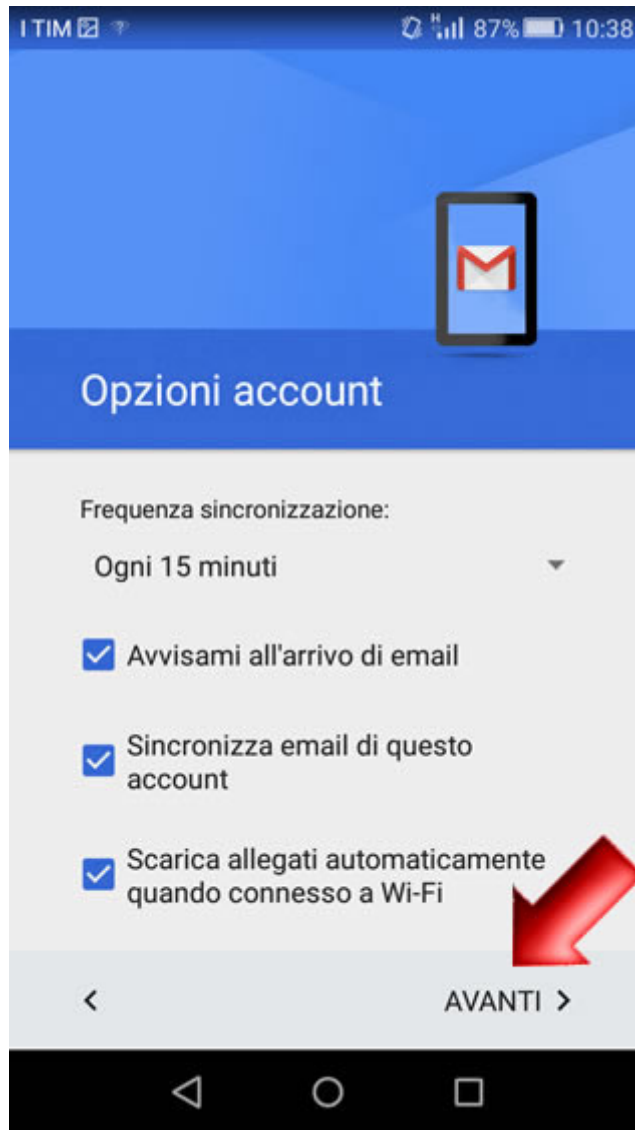 I TIM H 87% 10:38
Opzioni account
Frequenza sincronizzazione:
Ogni 15 minuti
Avvisami all'arrivo di email
Sincronizza email di questo
account
Scarica allegati automaticamente
quando connesso a Wi-Fi
AVANTI